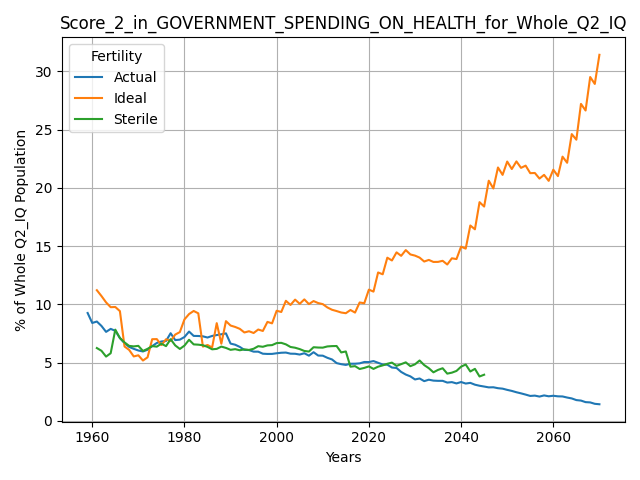 Score_2_in_GOVERNMENT_SPENDING_ON_HEALTH_for_Whole_Q2_IQ
Fertility
Actual
Ideal
Sterile
% of Whole Q2_IQ Population
30
25
20
15
10
5
0
1960
1980
2000
2020
2040
2060
Years